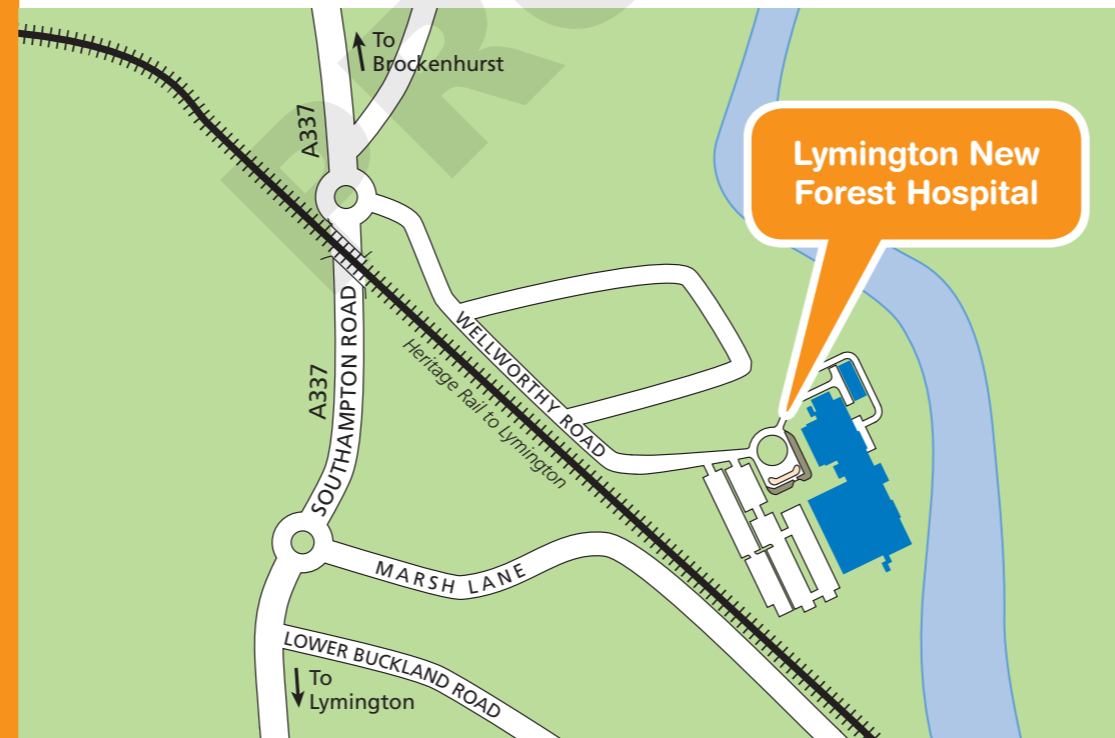 To
Brockenhurst
A337
Lymington New
Forest Hospital
WELLWORTHY ROAD
Heritage Rail to Lymington
A337
SOUTHAMPTON ROAD
MARSH LANE
LOWER BUCKLAND ROAD
To
Lymington